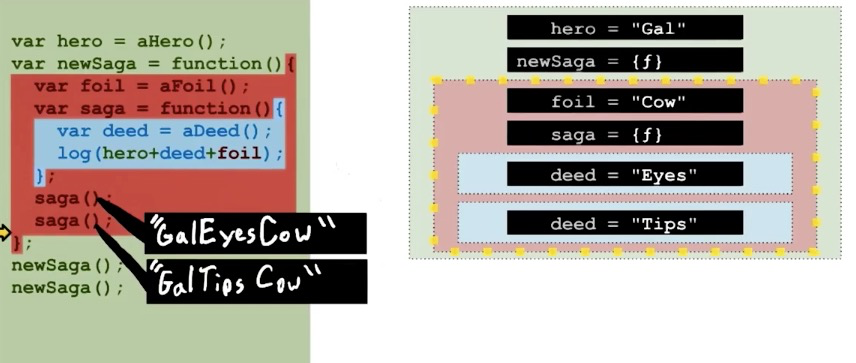 var hero = aHero();
var newSaga = function(){
var foil = aFoil();
var saga = function(){
var deed = aDeed();
log(hero+deed+foil);
};
saga();
saga();
};
newSaga();
newSaga();
"GalEyesCow"
"GalTips Cow"
hero = "Gal"
newSaga = {f}
foil = "Cow"
saga = {f}
deed = "Eyes"
deed = "Tips"